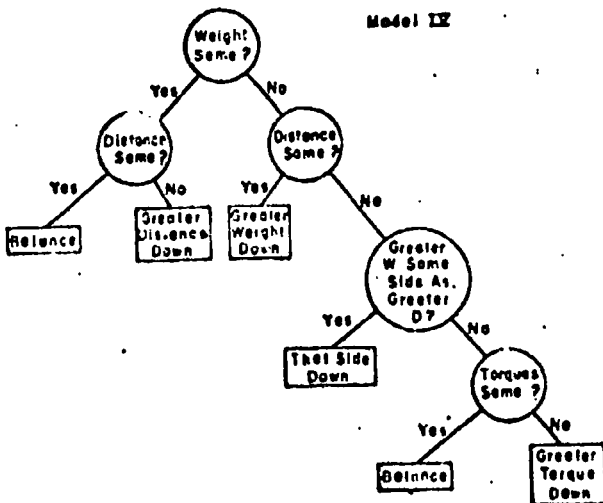 Model IV
Weight
Same?
Yes
No
Distance
Same?
Distance
Same?
Yes
No
Yes
No
Balance
Greater
Distance
Down
Greater
Weight
Down
Greater
W Same
Side As
Greater
D?
Yes
No
That Side
Down
Torques
Same?
Yes
No
Balance
Greater
Torque
Down